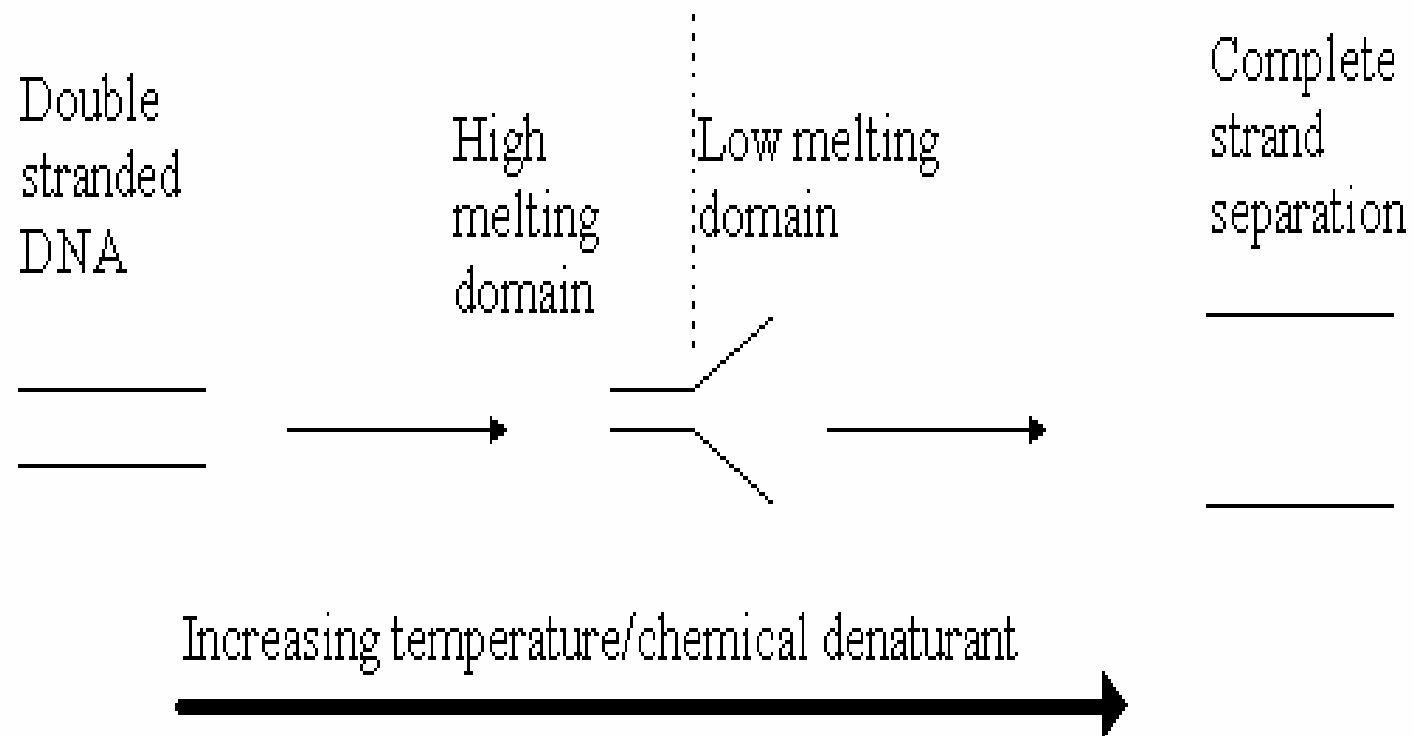 Double
stranded
DNA
High
melting
domain
Low melting
domain
Complete
strand
separation
Increasing temperature/chemical denaturant